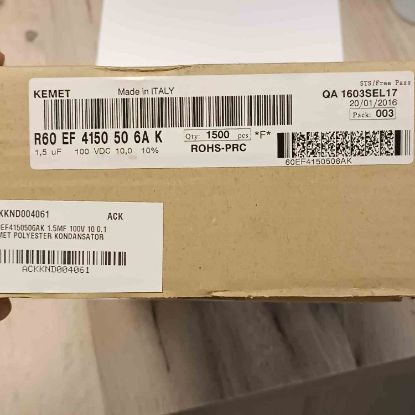 STS/Free Pass
KEMET Made in ITALY QA 1603SEL17
20/01/2016
Pack: 003
R60 EF 4150 50 6A K Qty: 1500 pcs *F*
1,5 uF 100 VDC 10,0 10% ROHS-PRC
60EF4150506AK
KKND004061 ACK
0EF4150506AK 1.5MF 100V 10 0.1
MET POLYESTER KONDANSATOR
ACKKND004061